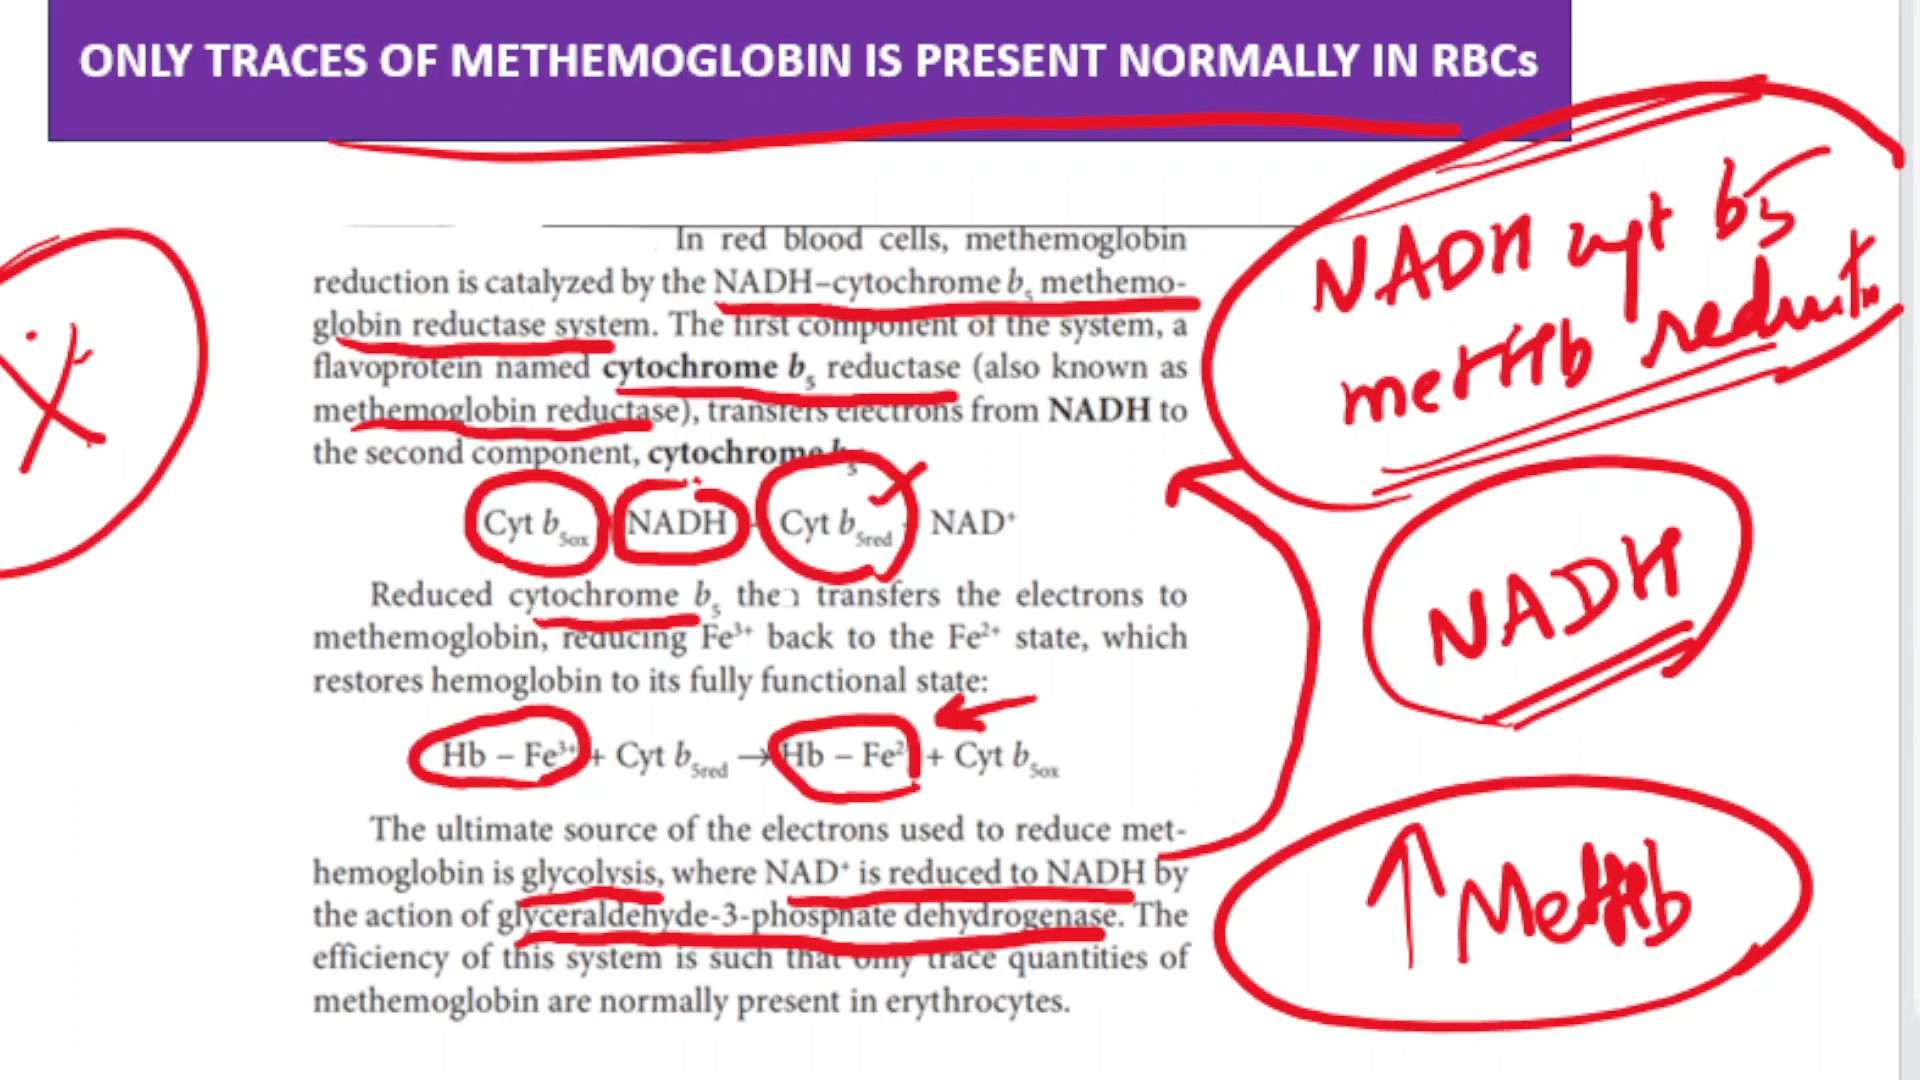 ONLY TRACES OF METHEMOGLOBIN IS PRESENT NORMALLY IN RBCs
In red blood cells, methemoglobin
reduction is catalyzed by the NADH–cytochrome b5 methemo-
globin reductase system. The first component of the system, a
flavoprotein named cytochrome b5 reductase (also known as
methemoglobin reductase), transfers electrons from NADH to
the second component, cytochrome b5
Cyt b5ox NADH Cyt b5red NAD+
Reduced cytochrome b5 then transfers the electrons to
methemoglobin, reducing Fe3+ back to the Fe2+ state, which
restores hemoglobin to its fully functional state:
Hb – Fe3+ + Cyt b5red → Hb – Fe2 + Cyt b5ox
The ultimate source of the electrons used to reduce met-
hemoglobin is glycolysis, where NAD+ is reduced to NADH by
the action of glyceraldehyde-3-phosphate dehydrogenase. The
efficiency of this system is such that only trace quantities of
methemoglobin are normally present in erythrocytes.
NADH cyt b5
metHb
NADH
↑ MetHb